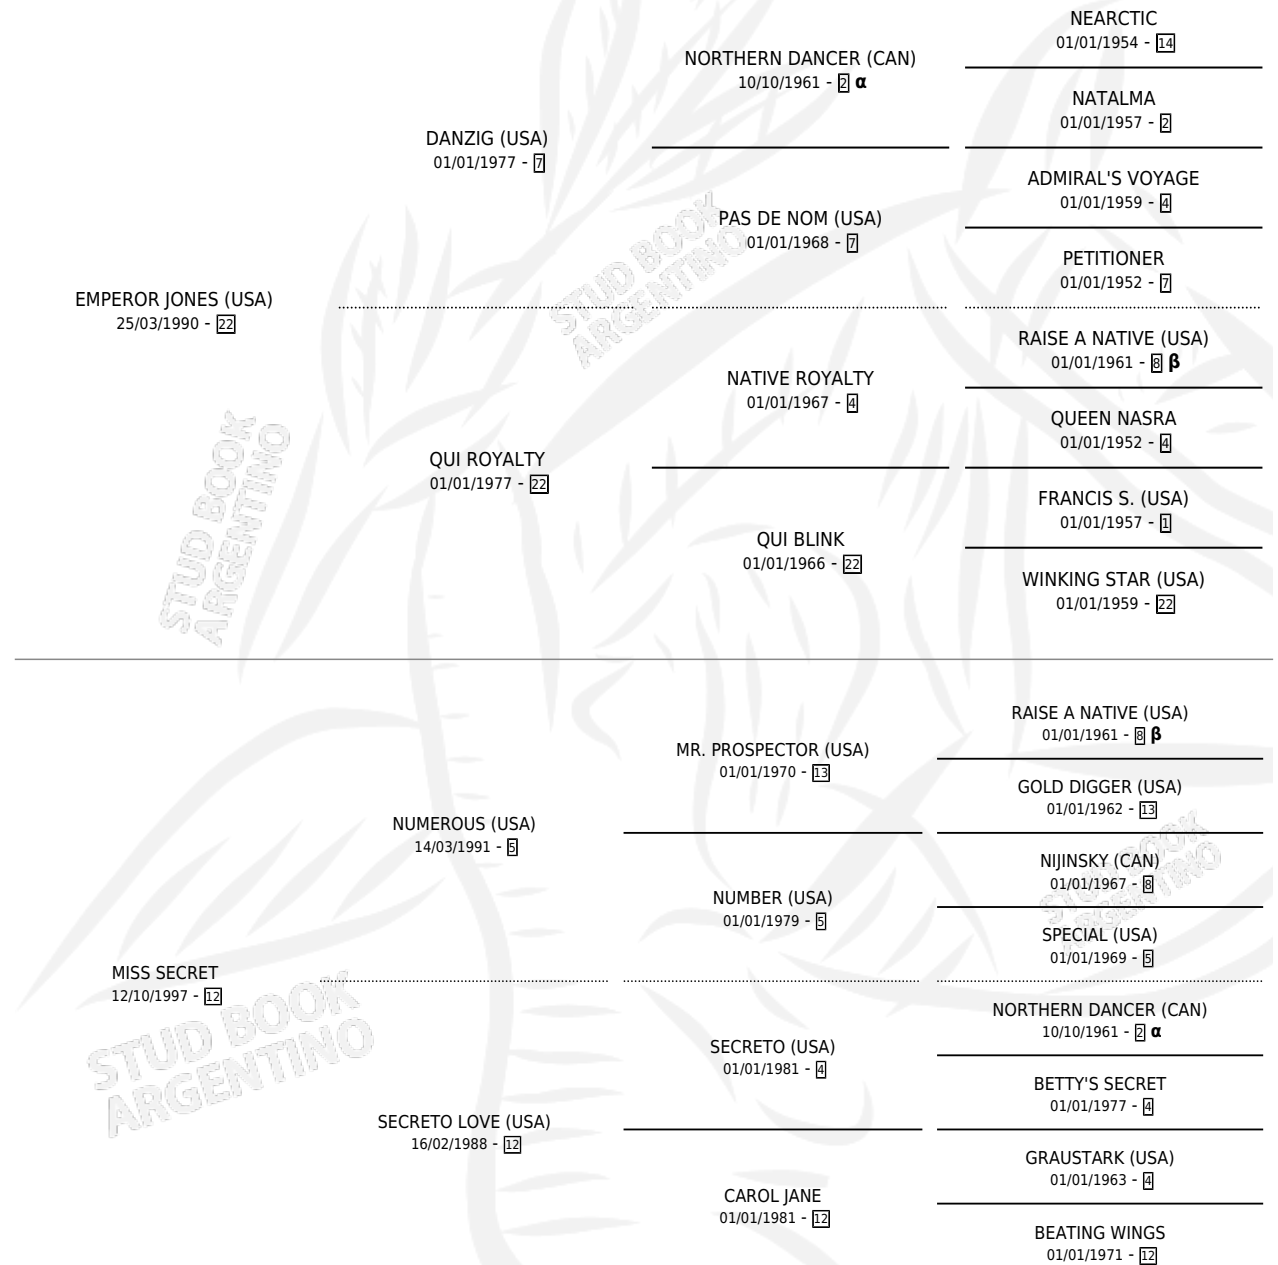 NEARCTIC
01/01/1954 - 14
NORTHERN DANCER (CAN)
10/10/1961 - 2 α
NATALMA
01/01/1957 - 2
DANZIG (USA)
01/01/1977 - 7
ADMIRAL'S VOYAGE
01/01/1959 - 4
PAS DE NOM (USA)
01/01/1968 - 7
PETITIONER
01/01/1952 - 7
EMPEROR JONES (USA)
25/03/1990 - 22
RAISE A NATIVE (USA)
01/01/1961 - 8 β
NATIVE ROYALTY
01/01/1967 - 4
QUEEN NASRA
01/01/1952 - 4
QUI ROYALTY
01/01/1977 - 22
FRANCIS S. (USA)
01/01/1957 - 1
QUI BLINK
01/01/1966 - 22
WINKING STAR (USA)
01/01/1959 - 22
RAISE A NATIVE (USA)
01/01/1961 - 8 β
MR. PROSPECTOR (USA)
01/01/1970 - 13
GOLD DIGGER (USA)
01/01/1962 - 13
NUMEROUS (USA)
14/03/1991 - 5
NIJINSKY (CAN)
01/01/1967 - 8
NUMBER (USA)
01/01/1979 - 5
SPECIAL (USA)
01/01/1969 - 5
MISS SECRET
12/10/1997 - 12
NORTHERN DANCER (CAN)
10/10/1961 - 2 α
SECRETO (USA)
01/01/1981 - 4
BETTY'S SECRET
01/01/1977 - 4
SECRETO LOVE (USA)
16/02/1988 - 12
GRAUSTARK (USA)
01/01/1963 - 4
CAROL JANE
01/01/1981 - 12
BEATING WINGS
01/01/1971 - 12
STUD BOOK
ARGENTINO
STUD BOOK
ARGENTINO
STUD BOOK
ARGENTINO
STUD BOOK
ARGENTINO